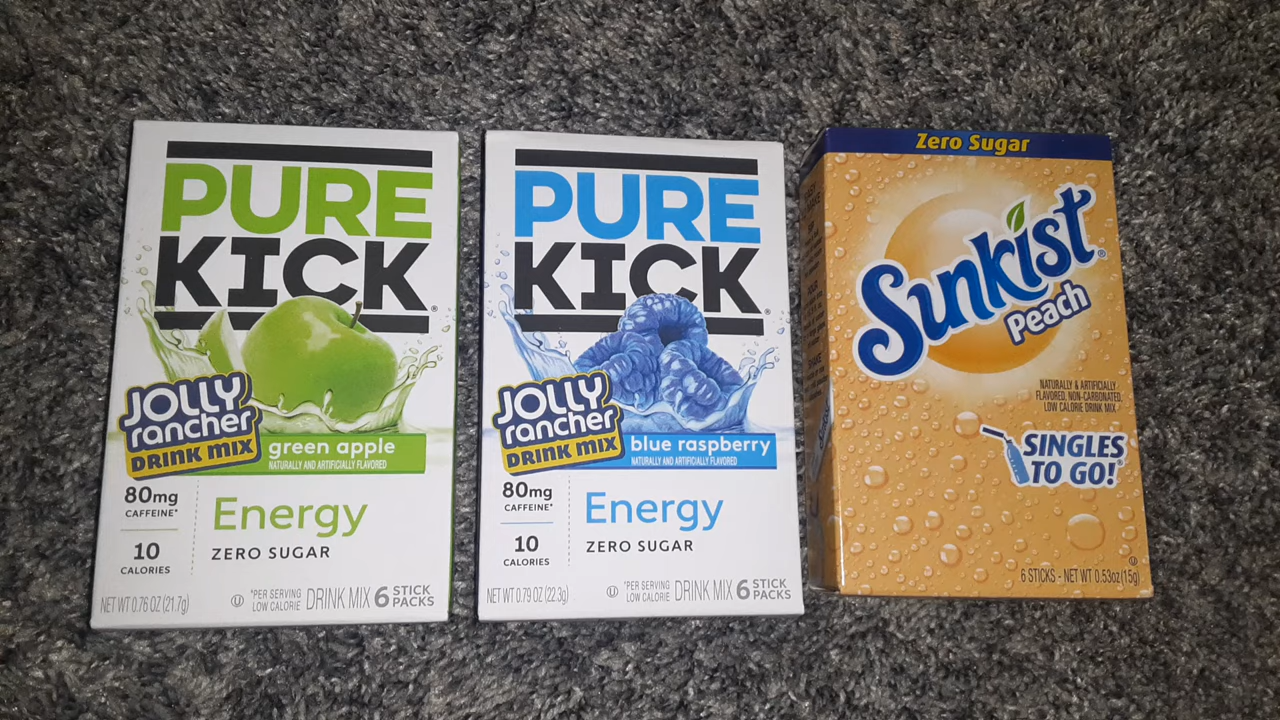 PURE
KICK®
JOLLY
rancher
DRINK MIX
green apple
NATURALLY AND ARTIFICIALLY FLAVORED
80mg
CAFFEINE*
10
CALORIES
Energy
ZERO SUGAR
NET WT 0.76 OZ (21.7g)
*PER SERVING
LOW CALORIE
DRINK MIX
6 STICK
PACKS
PURE
KICK®
JOLLY
rancher
DRINK MIX
blue raspberry
NATURALLY AND ARTIFICIALLY FLAVORED
80mg
CAFFEINE*
10
CALORIES
Energy
ZERO SUGAR
NET WT 0.79 OZ (22.3g)
*PER SERVING
LOW CALORIE
DRINK MIX
6 STICK
PACKS
Zero Sugar
Sunkist®
Peach
NATURALLY & ARTIFICIALLY
FLAVORED, NON-CARBONATED,
LOW CALORIE DRINK MIX
SINGLES
TO GO!
6 STICKS - NET WT 0.53oz (15g)